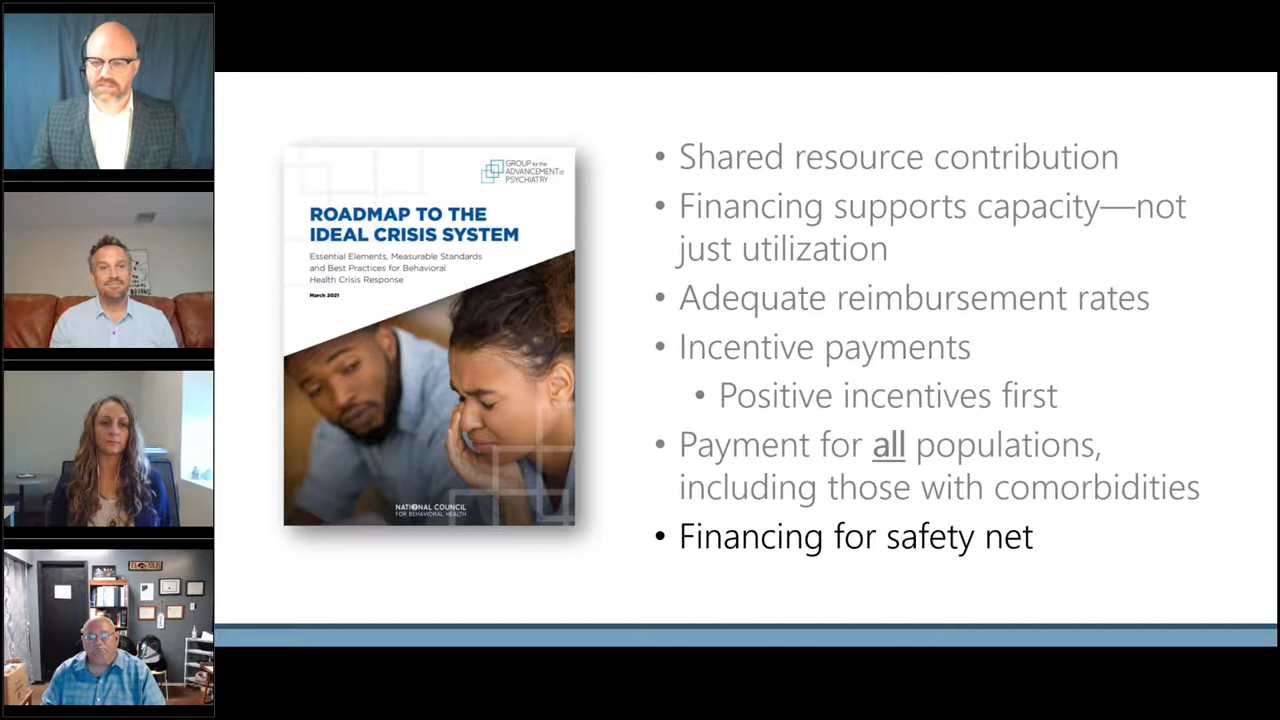 GROUP for the
ADVANCEMENT of
PSYCHIATRY
ROADMAP TO THE
IDEAL CRISIS SYSTEM
Essential Elements, Measurable Standards
and Best Practices for Behavioral
Health Crisis Response
March 2021
NATIONAL COUNCIL
FOR BEHAVIORAL HEALTH
• Shared resource contribution
• Financing supports capacity—not
just utilization
• Adequate reimbursement rates
• Incentive payments
• Positive incentives first
• Payment for all populations,
including those with comorbidities
• Financing for safety net